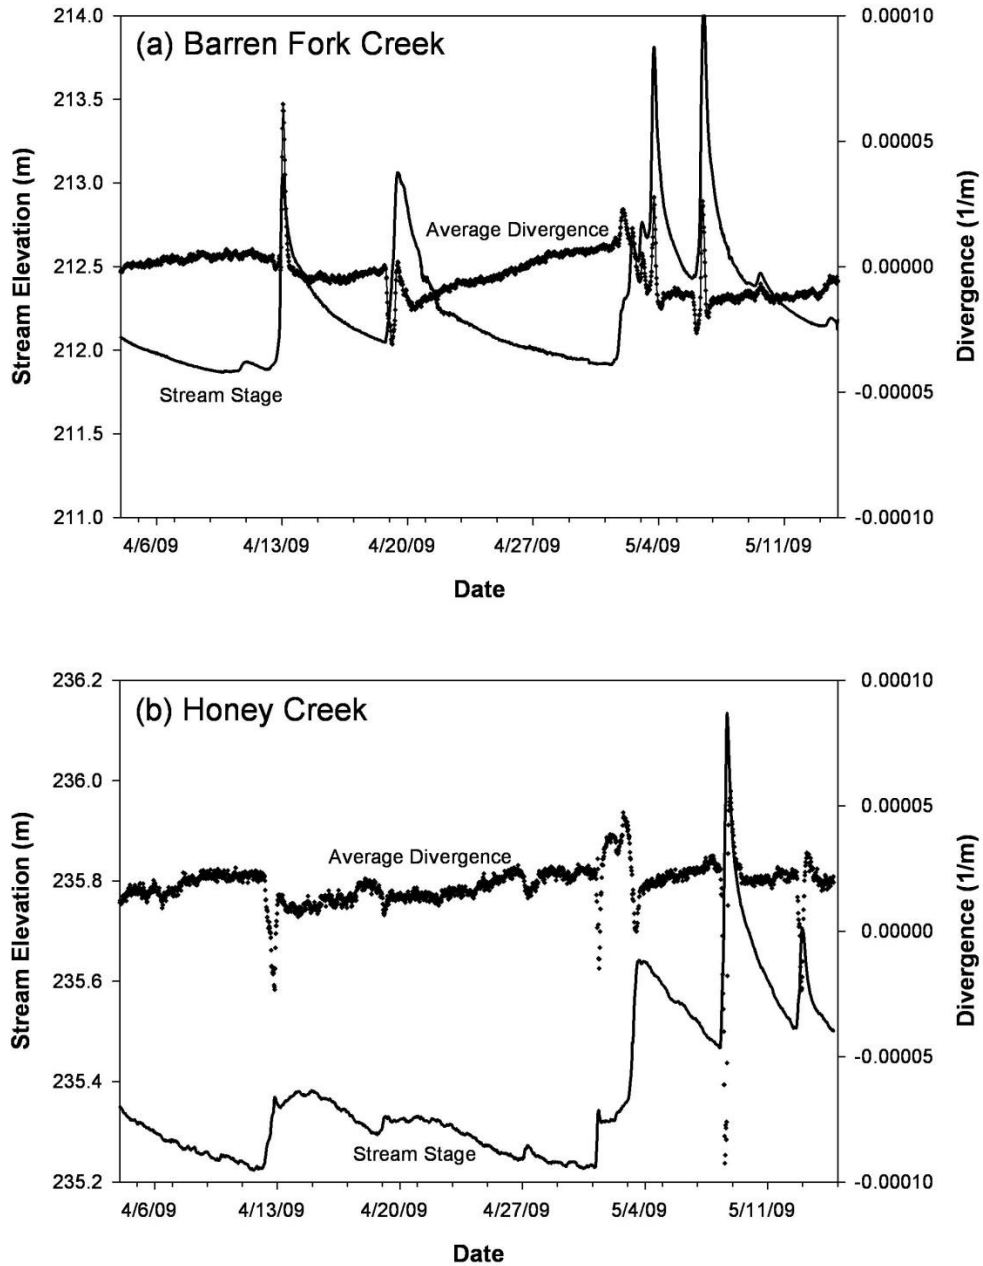 (a) Barren Fork Creek
Stream Elevation (m)
214.0
213.5
213.0
212.5
212.0
211.5
211.0
Average Divergence
Stream Stage
0.00010
0.00005
0.00000
-0.00005
-0.00010
Divergence (1/m)
4/6/09 4/13/09 4/20/09 4/27/09 5/4/09 5/11/09
Date
(b) Honey Creek
Stream Elevation (m)
236.2
236.0
235.8
235.6
235.4
235.2
Average Divergence
Stream Stage
0.00010
0.00005
0.00000
-0.00005
-0.00010
Divergence (1/m)
4/6/09 4/13/09 4/20/09 4/27/09 5/4/09 5/11/09
Date